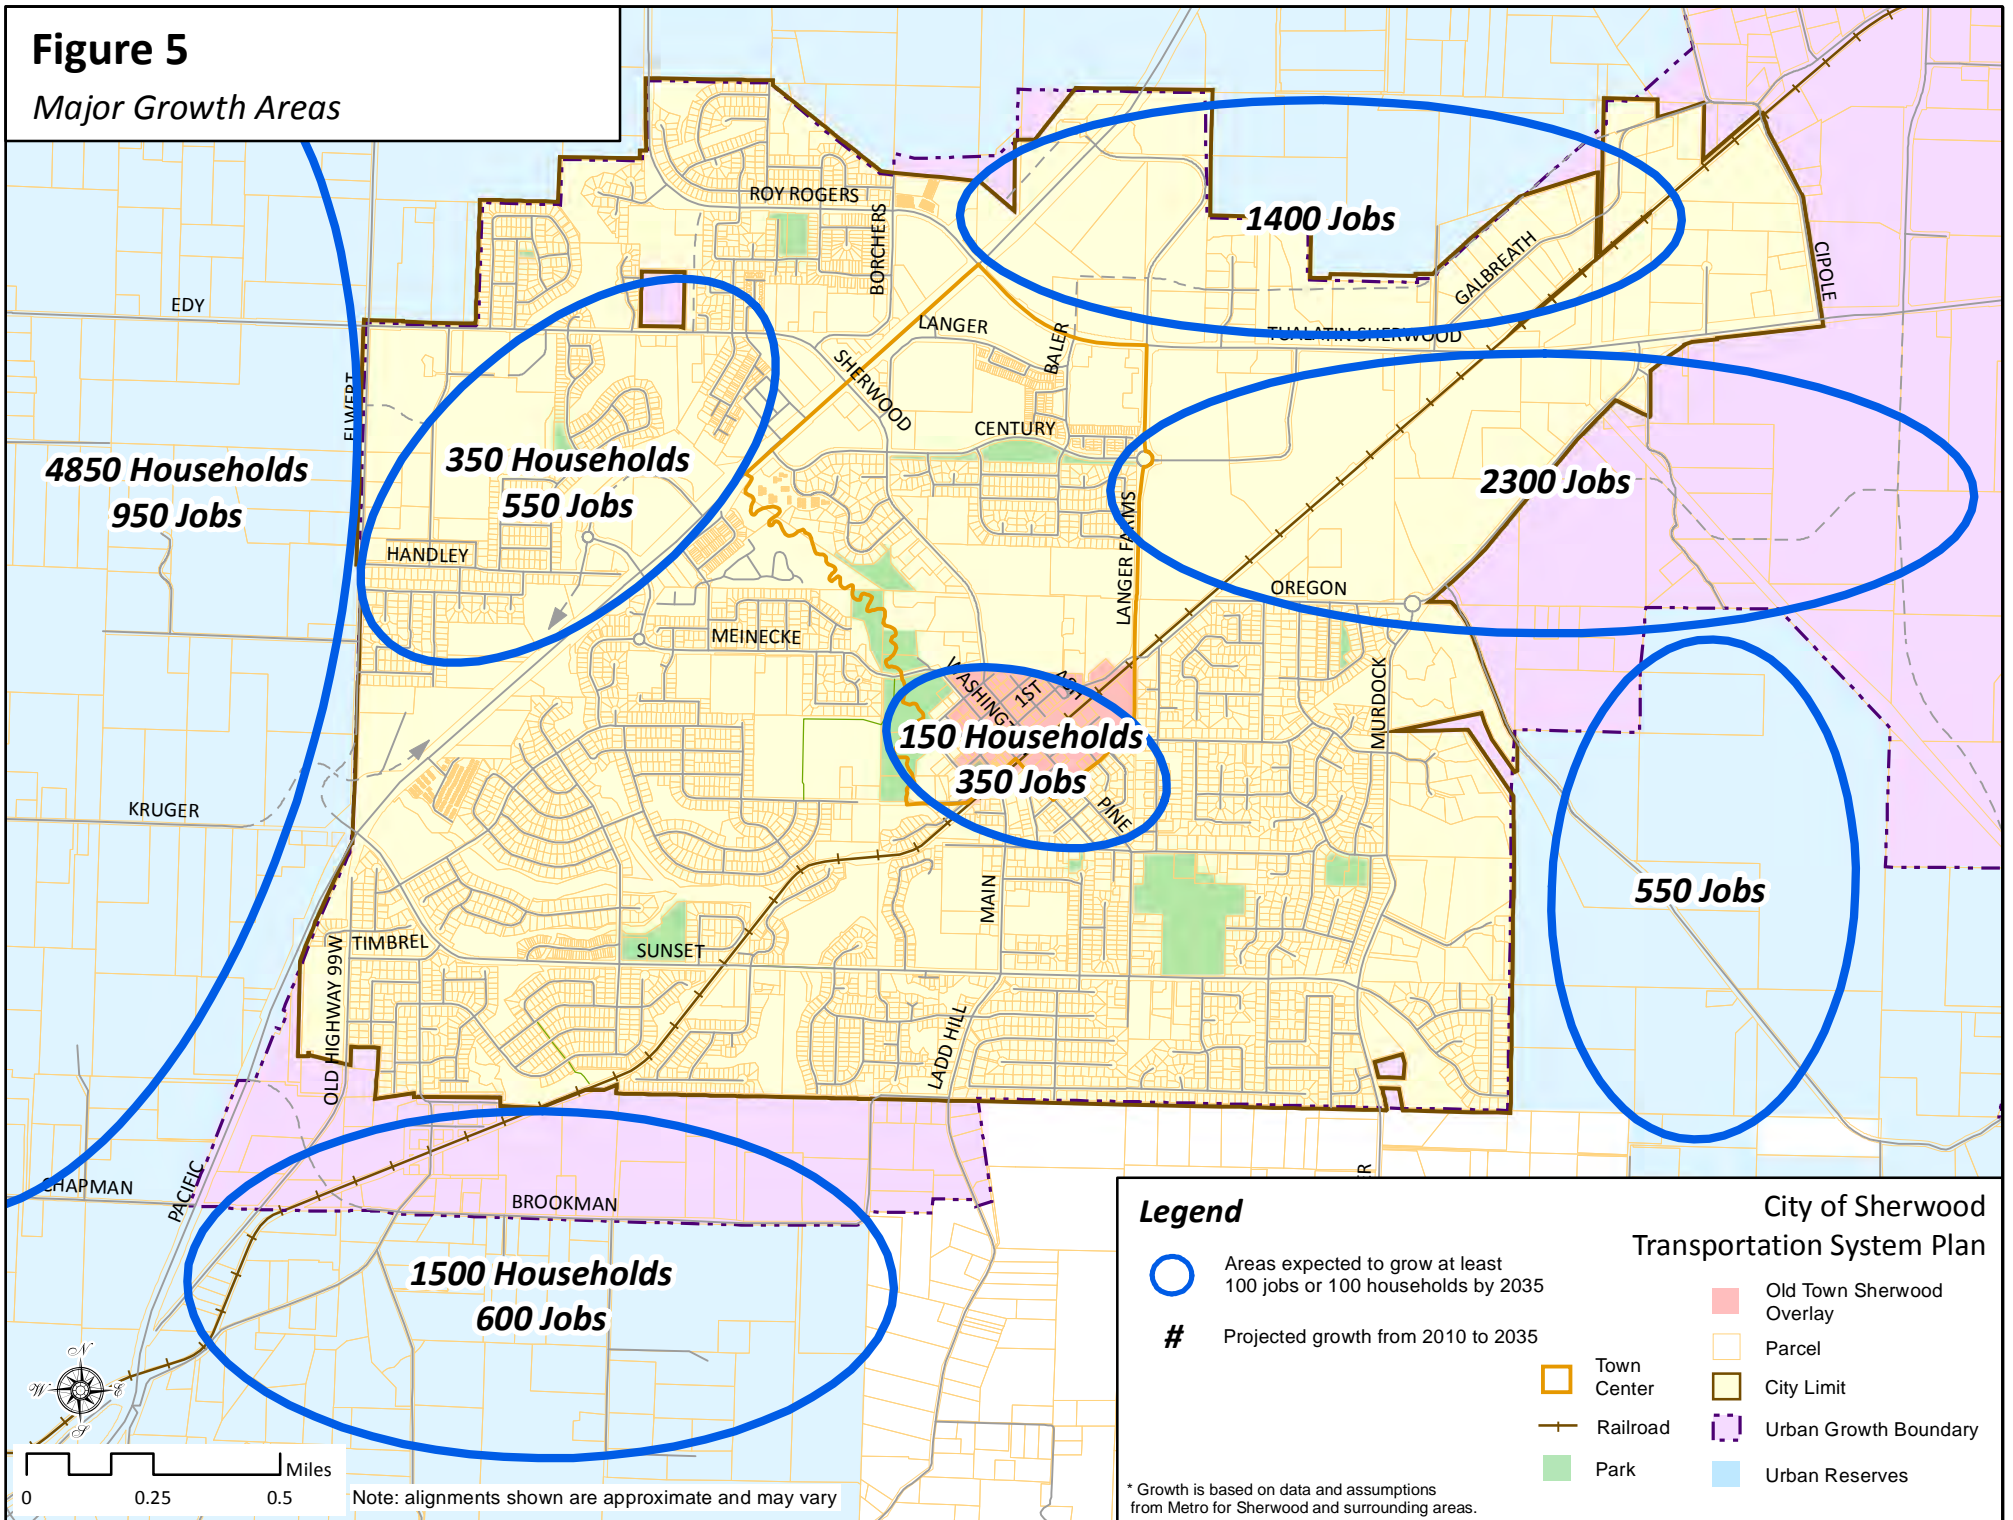 Figure 5
Major Growth Areas
ROY ROGERS
BORCHERS
1400 Jobs
GALBREATH
CIPOLE
EDY
LANGER
BALER
TUALATIN SHERWOOD
SHERWOOD
ELWERT
CENTURY
4850 Households
950 Jobs
350 Households
550 Jobs
2300 Jobs
HANDLEY
LANGER FARMS
OREGON
MEINECKE
WASHINGT
1ST
ASH
MURDOCK
150 Households
350 Jobs
PINE
KRUGER
MAIN
550 Jobs
TIMBREL
SUNSET
OLD HIGHWAY 99W
LADD HILL
CHAPMAN
PACIFIC
BROOKMAN
ER
1500 Households
600 Jobs
Legend
City of Sherwood
Transportation System Plan
Areas expected to grow at least
100 jobs or 100 households by 2035
# Projected growth from 2010 to 2035
Town
Center
Railroad
Park
Old Town Sherwood
Overlay
Parcel
City Limit
Urban Growth Boundary
Urban Reserves
* Growth is based on data and assumptions
from Metro for Sherwood and surrounding areas.
N
W E
S
Miles
0 0.25 0.5
Note: alignments shown are approximate and may vary